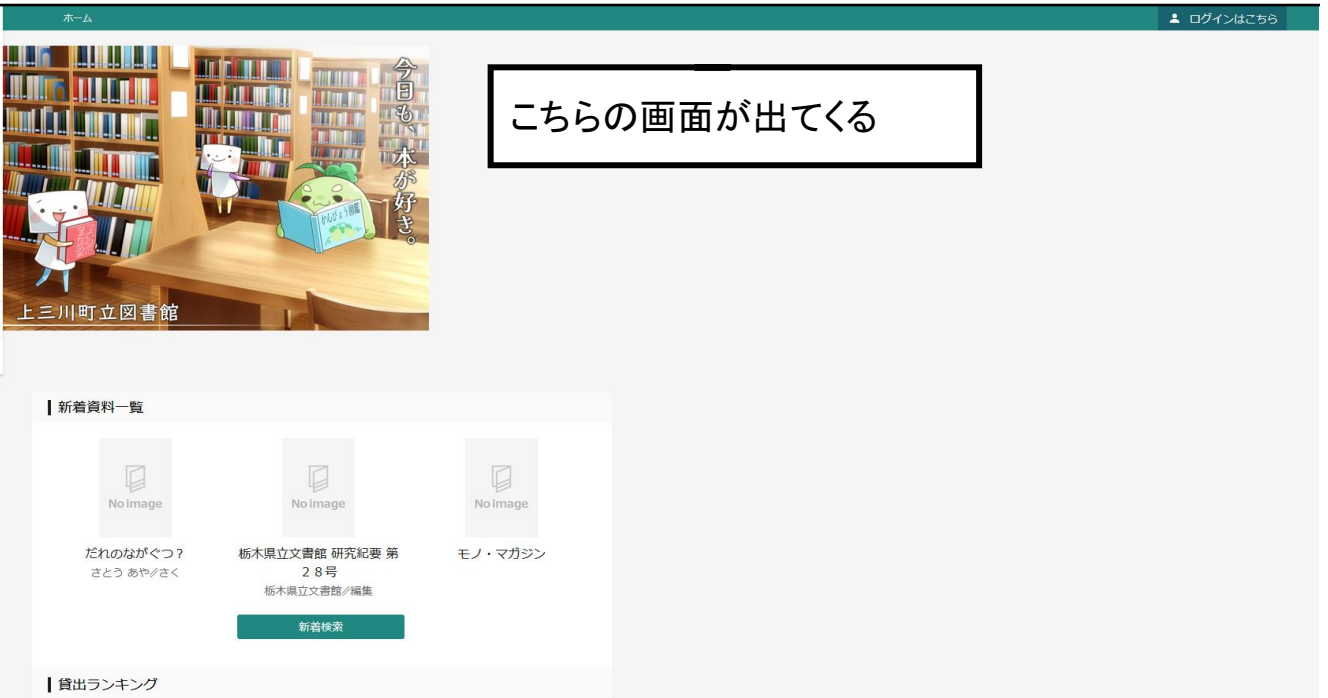 ホーム
ログインはこちら
今日も、本が好き。
かんぴょう図鑑
上三川町立図書館
こちらの画面が出てくる
新着資料一覧
No image
No image
No image
だれのながぐつ？
さとう あや∥さく
栃木県立文書館 研究紀要 第
２８号
栃木県立文書館∥編集
モノ・マガジン
新着検索
貸出ランキング